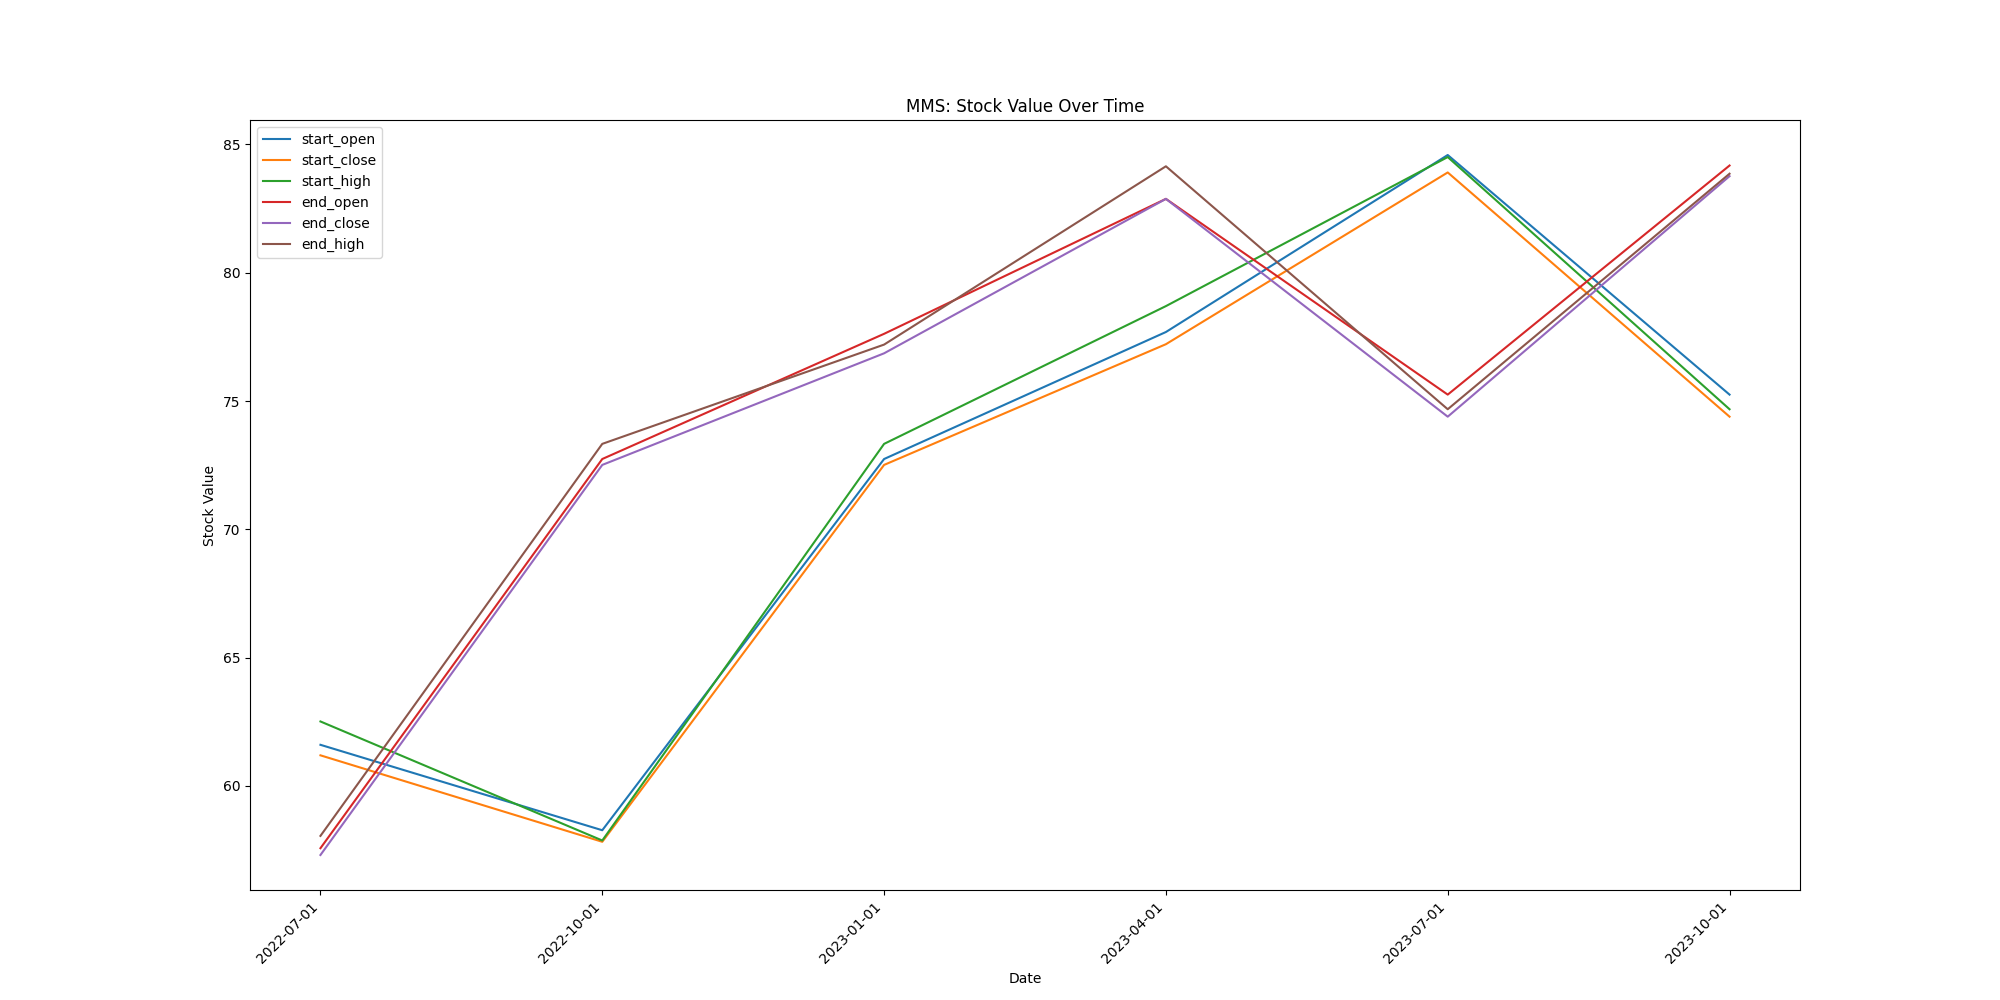 MMS: Stock Value Over Time
start_open
start_close
start_high
end_open
end_close
end_high
85
80
75
70
65
60
Stock Value
2022-07-01
2022-10-01
2023-01-01
2023-04-01
2023-07-01
2023-10-01
Date